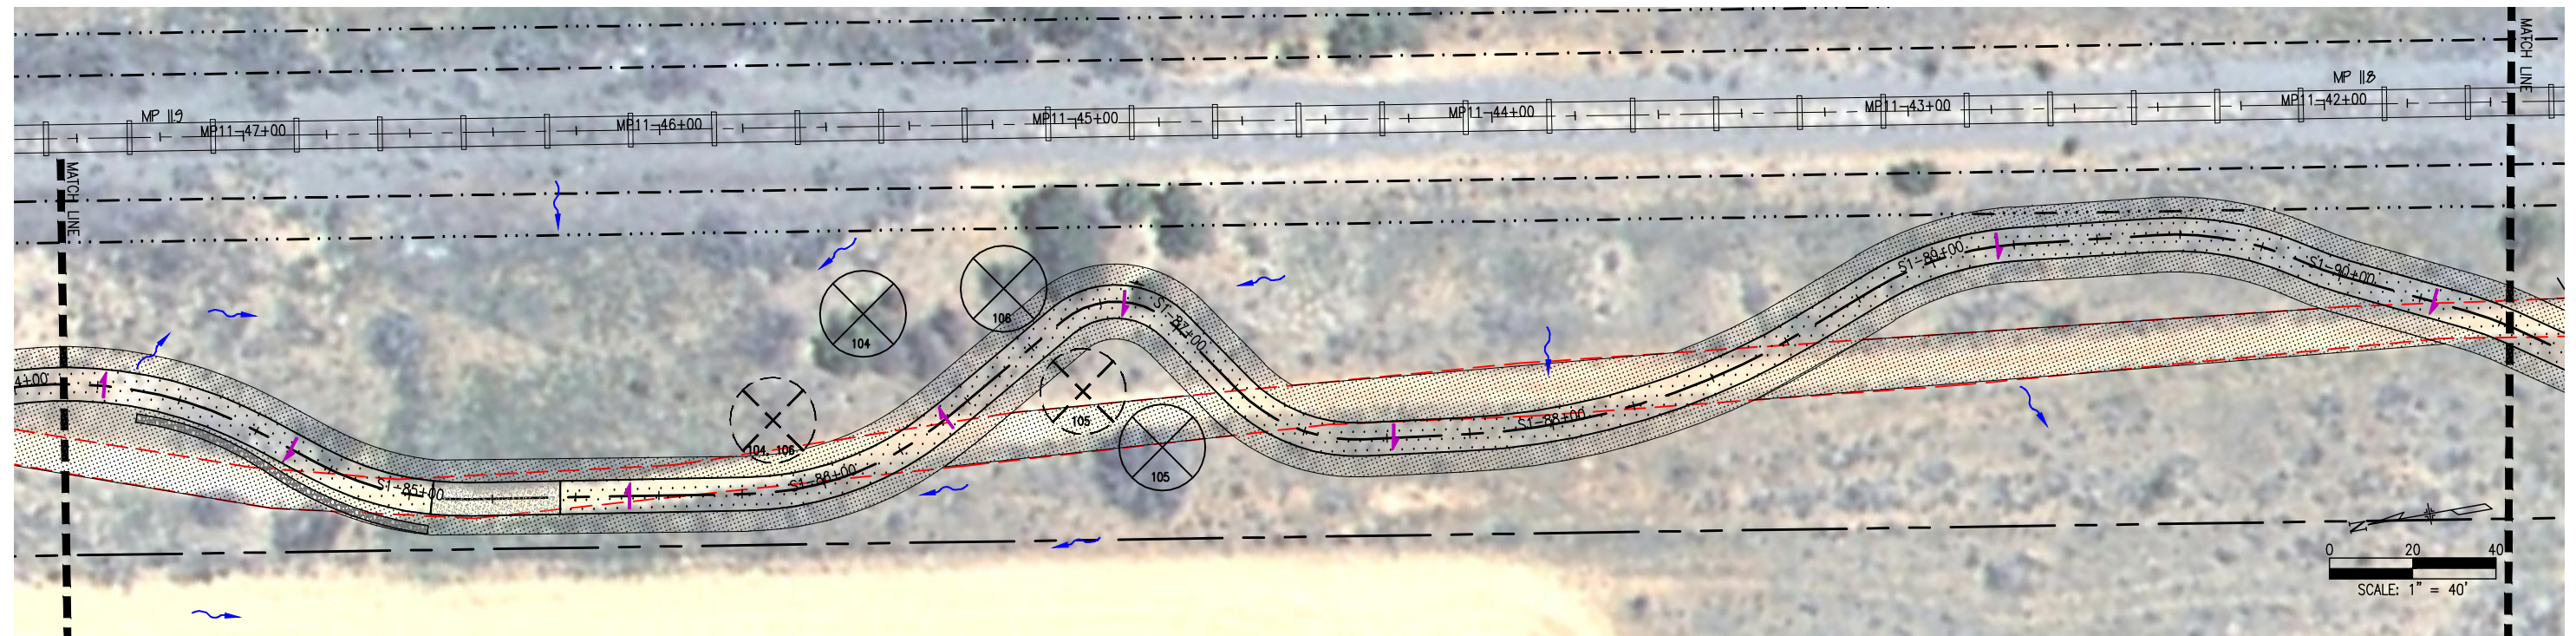 MATCH LINE
MP 118
MP 119
MP11-47+00
MP11-46+00
MP11-45+00
MP11-44+00
MP11-43+00
MP11-42+00
MATCH LINE
106
104
S1-87+00
S1-89+00
S1-90+00
4+00
105
104, 106
S1-85+00
S1-86+00
105
S1-88+00
N
0 20 40
SCALE: 1" = 40'